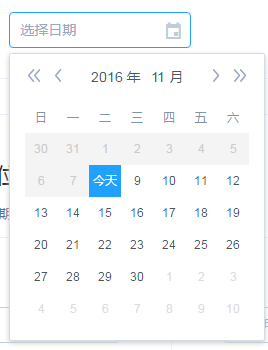 选择日期
2016 年 11 月
日 一 二 三 四 五 六
30 31 1 2 3 4 5
6 7 今天 9 10 11 12
13 14 15 16 17 18 19
20 21 22 23 24 25 26
27 28 29 30 1 2 3
4 5 6 7 8 9 10